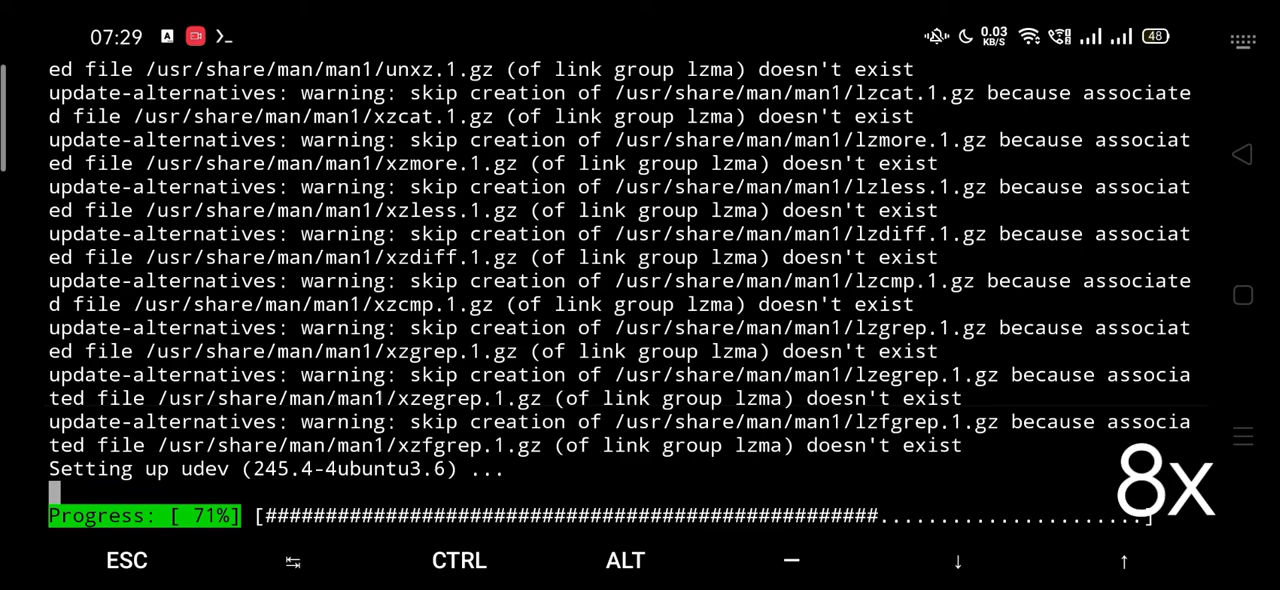 07:29 A 0.03 KB/S 48
ed file /usr/share/man/man1/unxz.1.gz (of link group lzma) doesn't exist
update-alternatives: warning: skip creation of /usr/share/man/man1/lzcat.1.gz because associate
d file /usr/share/man/man1/xzcat.1.gz (of link group lzma) doesn't exist
update-alternatives: warning: skip creation of /usr/share/man/man1/lzmore.1.gz because associat
ed file /usr/share/man/man1/xzmore.1.gz (of link group lzma) doesn't exist
update-alternatives: warning: skip creation of /usr/share/man/man1/lzless.1.gz because associat
ed file /usr/share/man/man1/xzless.1.gz (of link group lzma) doesn't exist
update-alternatives: warning: skip creation of /usr/share/man/man1/lzdiff.1.gz because associat
ed file /usr/share/man/man1/xzdiff.1.gz (of link group lzma) doesn't exist
update-alternatives: warning: skip creation of /usr/share/man/man1/lzcmp.1.gz because associate
d file /usr/share/man/man1/xzcmp.1.gz (of link group lzma) doesn't exist
update-alternatives: warning: skip creation of /usr/share/man/man1/lzgrep.1.gz because associat
ed file /usr/share/man/man1/xzgrep.1.gz (of link group lzma) doesn't exist
update-alternatives: warning: skip creation of /usr/share/man/man1/lzegrep.1.gz because associa
ted file /usr/share/man/man1/xzegrep.1.gz (of link group lzma) doesn't exist
update-alternatives: warning: skip creation of /usr/share/man/man1/lzfgrep.1.gz because associa
ted file /usr/share/man/man1/xzfgrep.1.gz (of link group lzma) doesn't exist
Setting up udev (245.4-4ubuntu3.6) ...
8x
Progress: [ 71%] [###################################################......................]
ESC ↹ CTRL ALT — ↓ ↑